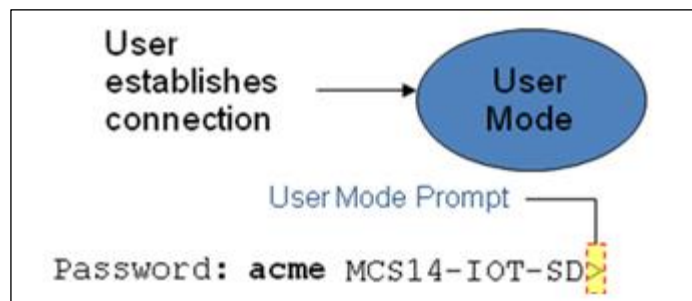 User
establishes
connection
User
Mode
User Mode Prompt
Password: acme MCS14-IOT-SD>